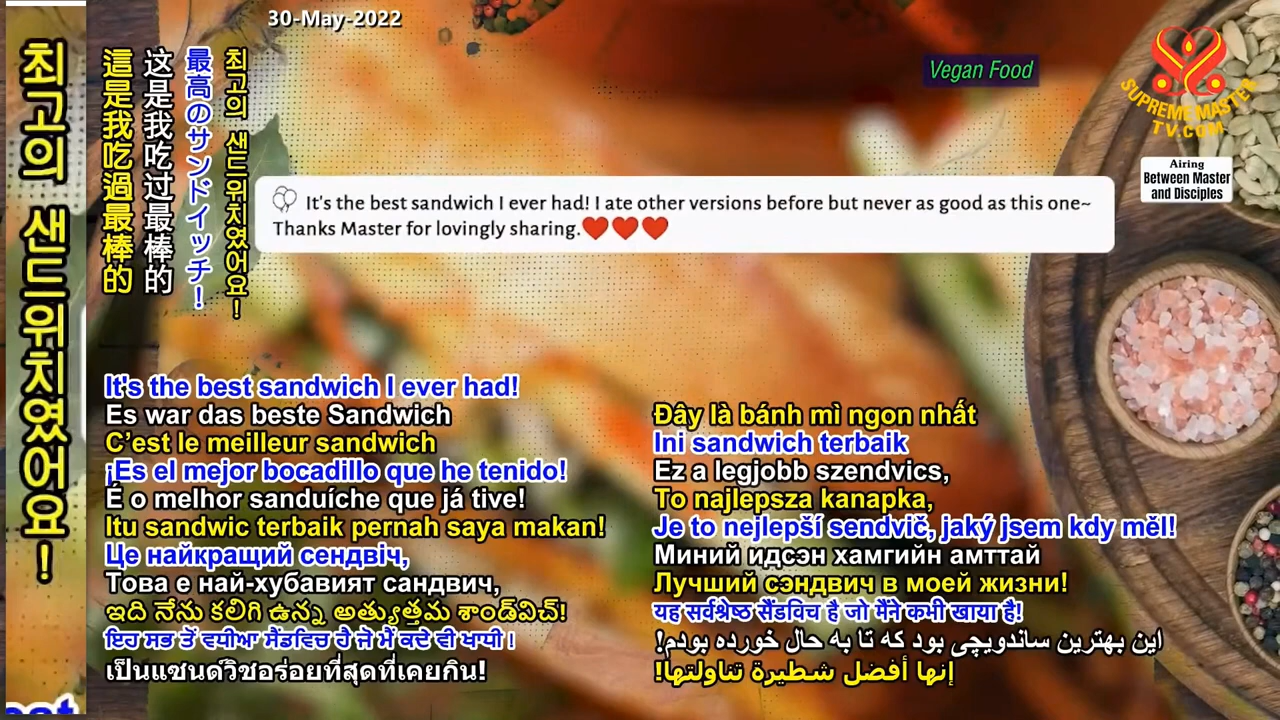 30-May-2022
최고의 샌드위치였어요!
這是我吃過最棒的
这是我吃过最棒的
最高のサンドイッチ!
최고의 샌드위치였어요!
Vegan Food
SUPREME MASTER
TV.COM
Airing
Between Master
and Disciples
It's the best sandwich I ever had! I ate other versions before but never as good as this one~
Thanks Master for lovingly sharing.❤❤❤
It's the best sandwich I ever had!
Es war das beste Sandwich
C'est le meilleur sandwich
¡Es el mejor bocadillo que he tenido!
É o melhor sanduíche que já tive!
Itu sandwic terbaik pernah saya makan!
Це найкращий сендвіч,
Това е най-хубавият сандвич,
ఇది నేను కలిగి ఉన్న అత్యుత్తమ శాండ్‌విచ్!
ਇਹ ਸਭ ਤੋਂ ਵਧੀਆ ਸੈਂਡਵਿਚ ਹੈ ਜੋ ਮੈਂ ਕਦੇ ਵੀ ਖਾਧੀ।
เป็นแซนด์วิชอร่อยที่สุดที่เคยกิน!
Đây là bánh mì ngon nhất
Ini sandwich terbaik
Ez a legjobb szendvics,
To najlepsza kanapka,
Je to nejlepší sendvič, jaký jsem kdy měl!
Миний идсэн хамгийн амттай
Лучший сэндвич в моей жизни!
यह सर्वश्रेष्ठ सैंडविच है जो मैंने कभी खाया है!
این بهترین ساندویچی بود که تا به حال خورده بودم!
إنها أفضل شطيرة تناولتها!